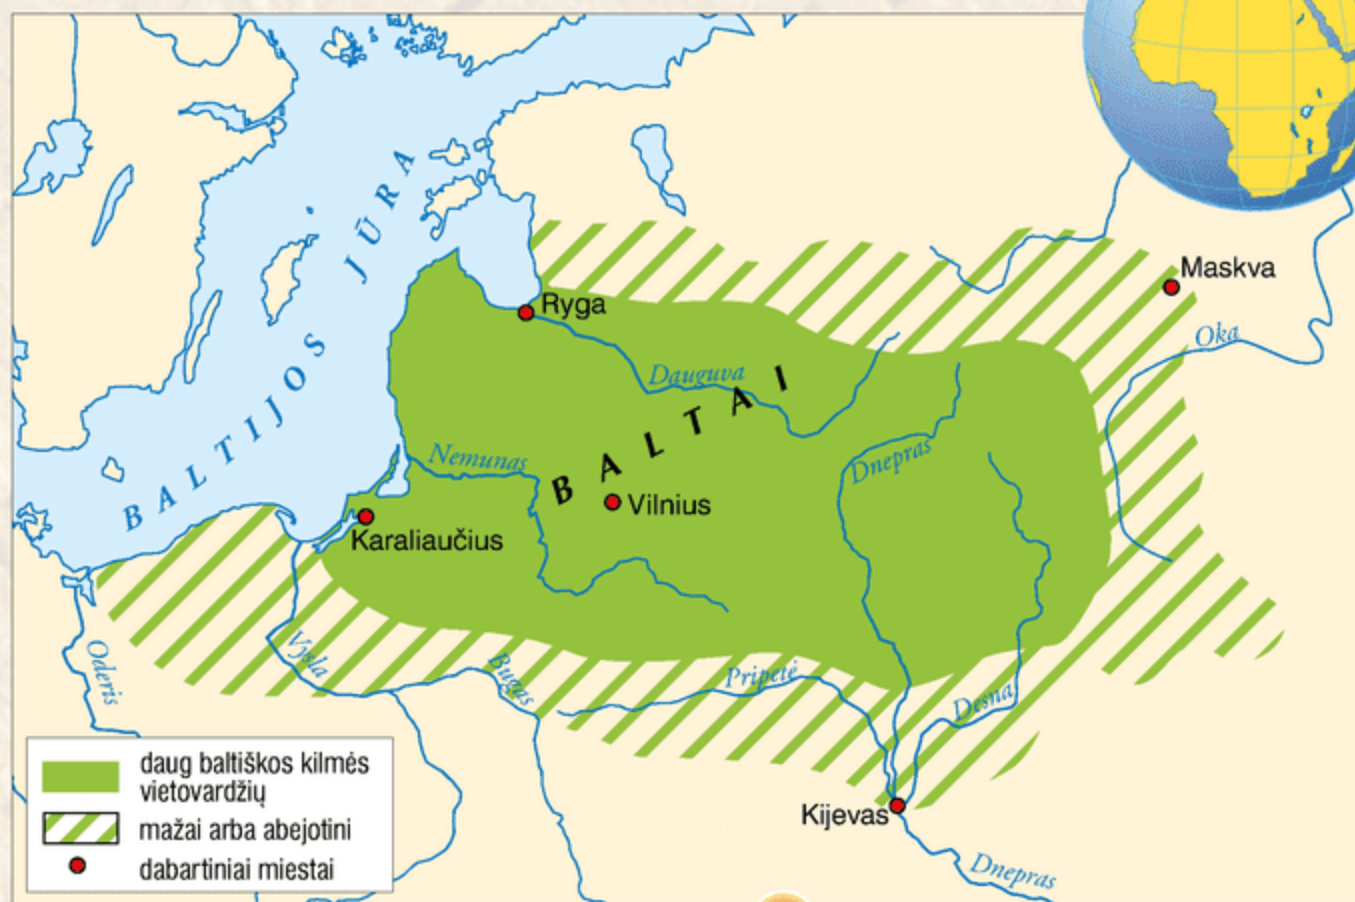 BALTIJOS JŪRA
Maskva
Ryga
Oka
Dauguva
BALTAI
Dnepras
Nemunas
Vilnius
Karaliaučius
Oderis
Vysla
Bugas
Pripetė
Desna
Kijevas
Dnepras
daug baltiškos kilmės
vietovardžių
mažai arba abejotini
dabartiniai miestai